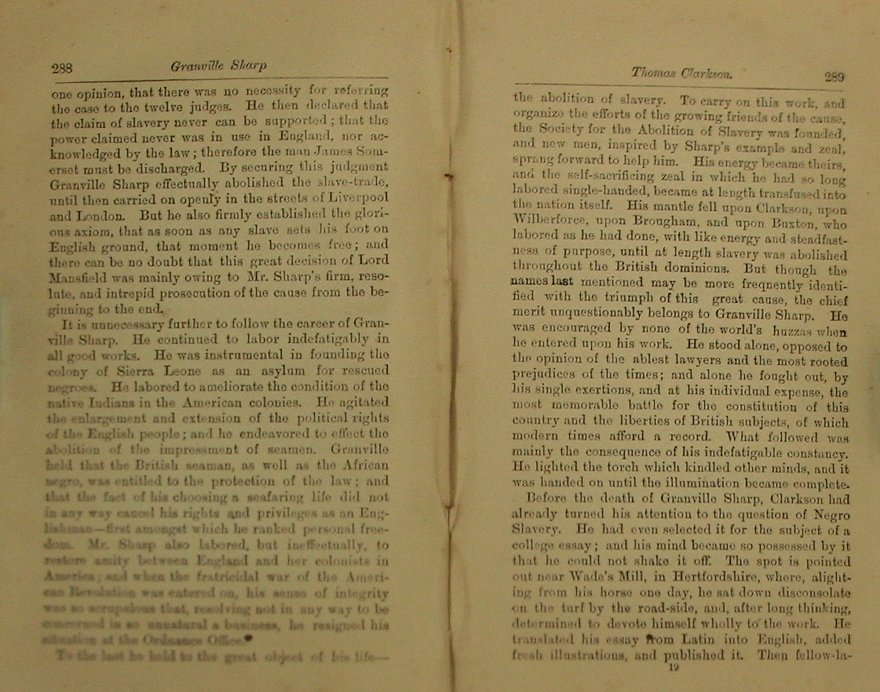 288 Granville Sharp
one opinion, that there was no necessity for referring
the case to the twelve judges. He then declared that
the claim of slavery never can be supported; that the
power claimed never was in use in England, nor ac-
knowledged by the law; therefore the man James Som-
erset must be discharged. By securing this judgment
Granville Sharp effectually abolished the slave-trade,
until then carried on openly in the streets of Liverpool
and London. But he also firmly established the glori-
ous axiom, that as soon as any slave sets his foot on
English ground, that moment he becomes free; and
there can be no doubt that this great decision of Lord
Mansfield was mainly owing to Mr. Sharp's firm, reso-
lute, and intrepid prosecution of the cause from the be-
ginning to the end.
It is unnecessary further to follow the career of Gran-
ville Sharp. He continued to labor indefatigably in
all good works. He was instrumental in founding the
colony of Sierra Leone as an asylum for rescued
negroes. He labored to ameliorate the condition of the
native Indians in the American colonies. He agitated
the enlargement and extension of the political rights
of the English people; and he endeavored to effect the
abolition of the impressment of seamen. Granville
held that the British seaman, as well as the African
negro, was entitled to the protection of the law; and
that the fact of his choosing a seafaring life did not
in any way cancel his rights and privileges as an Eng-
lishman—first amongst which he ranked personal free-
dom. Mr. Sharp also labored, but ineffectually, to
restore amity between England and her colonists in
America; and when the fratricidal war of the Ameri-
can Revolution was entered on, his sense of integrity
was so scrupulous that, resolving not in any way to be
concerned in so unnatural a business, he resigned his
situation at the Ordnance Office.
To the last he held to the great object of his life—
Thomas Clarkson. 289
the abolition of slavery. To carry on this work, and
organize the efforts of the growing friends of the cause,
the Society for the Abolition of Slavery was founded,
and new men, inspired by Sharp's example and zeal,
sprang forward to help him. His energy became theirs,
and the self-sacrificing zeal in which he had so long
labored single-handed, became at length transfused into
the nation itself. His mantle fell upon Clarkson, upon
Wilberforce, upon Brougham, and upon Buxton, who
labored as he had done, with like energy and steadfast-
ness of purpose, until at length slavery was abolished
throughout the British dominions. But though the
names last mentioned may be more freqnently identi-
fied with the triumph of this great cause, the chief
merit unquestionably belongs to Granville Sharp. He
was encouraged by none of the world's huzzas when
he entered upon his work. He stood alone, opposed to
the opinion of the ablest lawyers and the most rooted
prejudices of the times; and alone he fought out, by
his single exertions, and at his individual expense, the
most memorable battle for the constitution of this
country and the liberties of British subjects, of which
modern times afford a record. What followed was
mainly the consequence of his indefatigable constancy.
He lighted the torch which kindled other minds, and it
was handed on until the illumination became complete.
Before the death of Granville Sharp, Clarkson had
already turned his attention to the question of Negro
Slavery. He had even selected it for the subject of a
college essay; and his mind became so possessed by it
that he could not shake it off. The spot is pointed
out near Wade's Mill, in Hertfordshire, where, alight-
ing from his horse one day, he sat down disconsolate
on the turf by the road-side, and, after long thinking,
determined to devote himself wholly to the work. He
translated his essay from Latin into English, added
fresh illustrations, and published it. Then fellow-la-
19